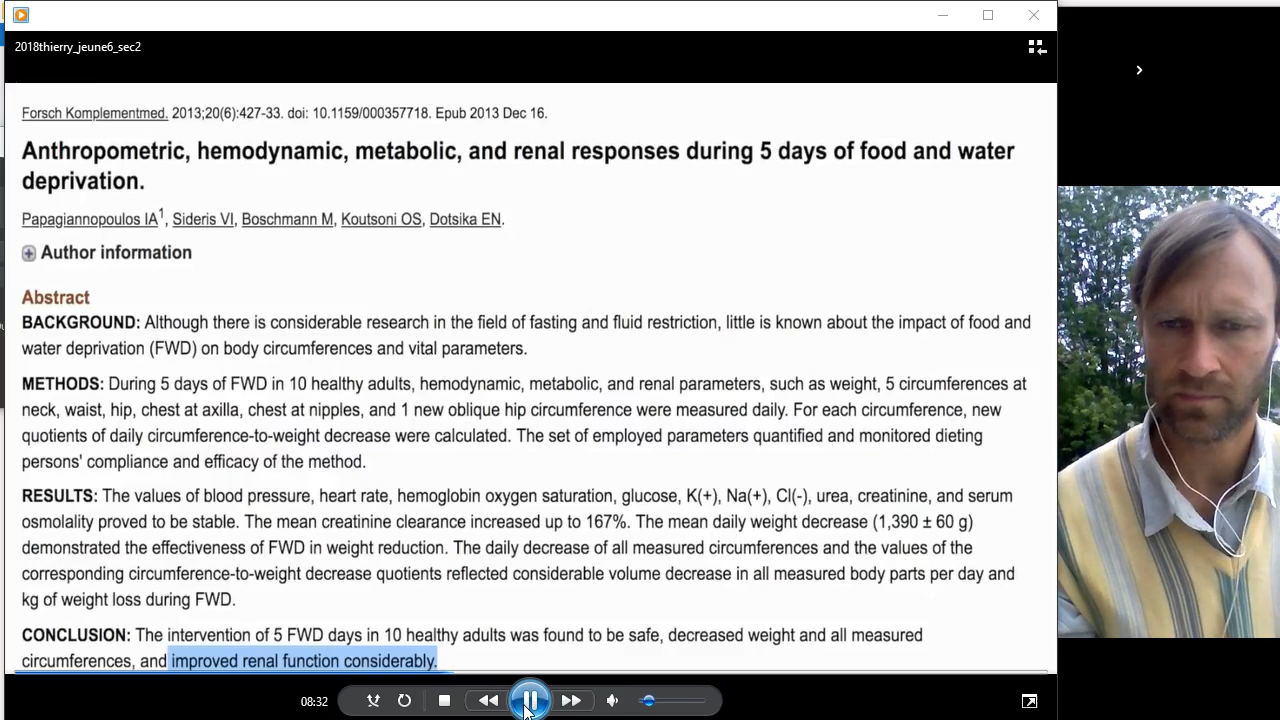 2018thierry_jeune6_sec2
Forsch Komplementmed. 2013;20(6):427-33. doi: 10.1159/000357718. Epub 2013 Dec 16.
Anthropometric, hemodynamic, metabolic, and renal responses during 5 days of food and water
deprivation.
Papagiannopoulos IA1, Sideris VI, Boschmann M, Koutsoni OS, Dotsika EN.
Author information
Abstract
BACKGROUND: Although there is considerable research in the field of fasting and fluid restriction, little is known about the impact of food and
water deprivation (FWD) on body circumferences and vital parameters.
METHODS: During 5 days of FWD in 10 healthy adults, hemodynamic, metabolic, and renal parameters, such as weight, 5 circumferences at
neck, waist, hip, chest at axilla, chest at nipples, and 1 new oblique hip circumference were measured daily. For each circumference, new
quotients of daily circumference-to-weight decrease were calculated. The set of employed parameters quantified and monitored dieting
persons' compliance and efficacy of the method.
RESULTS: The values of blood pressure, heart rate, hemoglobin oxygen saturation, glucose, K(+), Na(+), Cl(-), urea, creatinine, and serum
osmolality proved to be stable. The mean creatinine clearance increased up to 167%. The mean daily weight decrease (1,390 ± 60 g)
demonstrated the effectiveness of FWD in weight reduction. The daily decrease of all measured circumferences and the values of the
corresponding circumference-to-weight decrease quotients reflected considerable volume decrease in all measured body parts per day and
kg of weight loss during FWD.
CONCLUSION: The intervention of 5 FWD days in 10 healthy adults was found to be safe, decreased weight and all measured
circumferences, and improved renal function considerably.
08:32